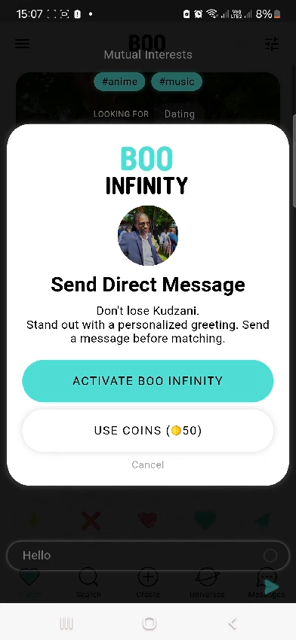 15:07
8%
BOO
Mutual Interests
#anime
#music
LOOKING FOR
Dating
BOO
INFINITY
Send Direct Message
Don't lose Kudzani.
Stand out with a personalized greeting. Send
a message before matching.
ACTIVATE BOO INFINITY
USE COINS (50)
Cancel
Hello
Search
Universes
Messages